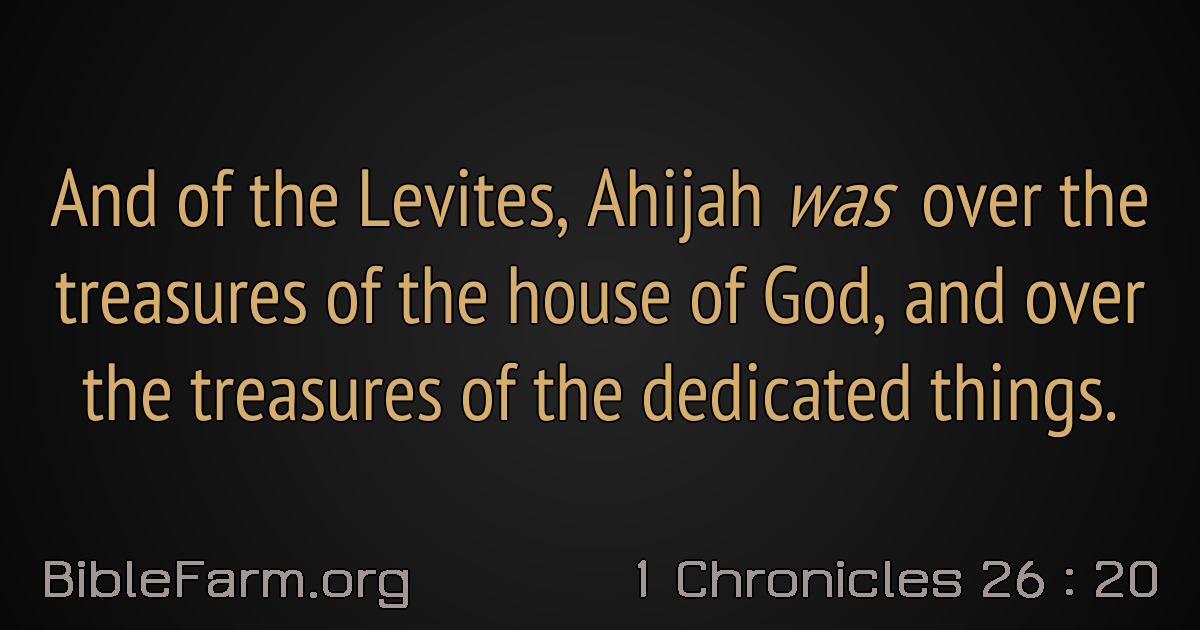 And of the Levites, Ahijah was over the
treasures of the house of God, and over
the treasures of the dedicated things.
BibleFarm.org
1 Chronicles 26 : 20